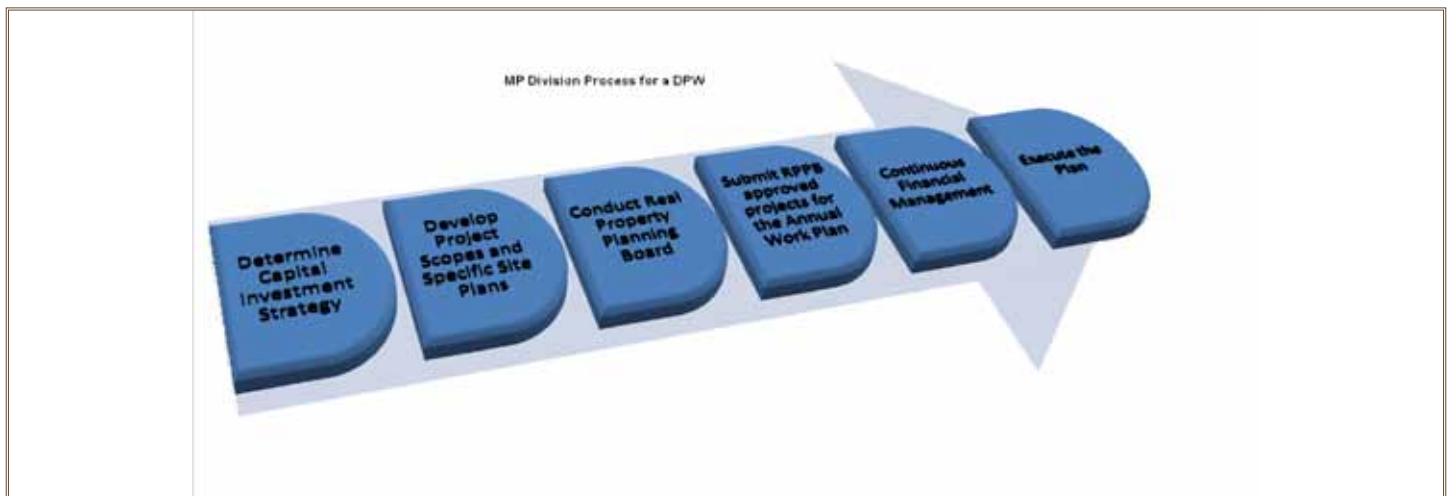 MP Division Process for a DPW
Determine
Capital
Investment
Strategy
Develop
Project
Scopes and
Specific Site
Plans
Conduct Real
Property
Planning
Board
Submit RPPB
approved
projects for
the Annual
Work Plan
Continuous
Financial
Management
Execute the
Plan